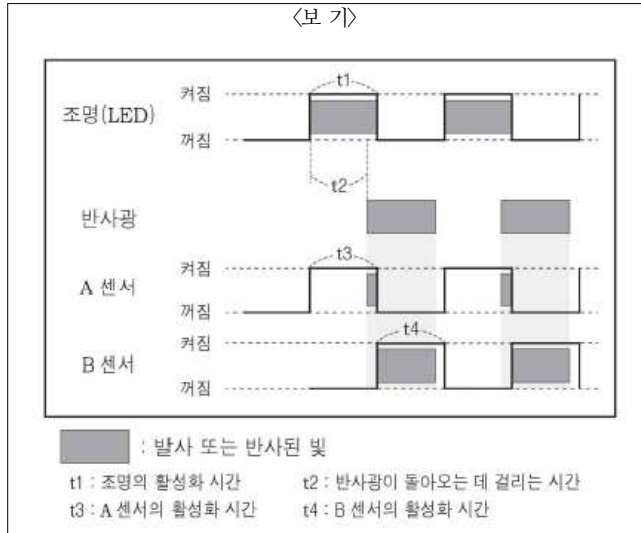 〈보 기〉
t1
켜짐
조명(LED)
꺼짐
t2
반사광
t3
켜짐
A 센서
꺼짐
t4
켜짐
B 센서
꺼짐
: 발사 또는 반사된 빛
t1 : 조명의 활성화 시간 t2 : 반사광이 돌아오는 데 걸리는 시간
t3 : A 센서의 활성화 시간 t4 : B 센서의 활성화 시간